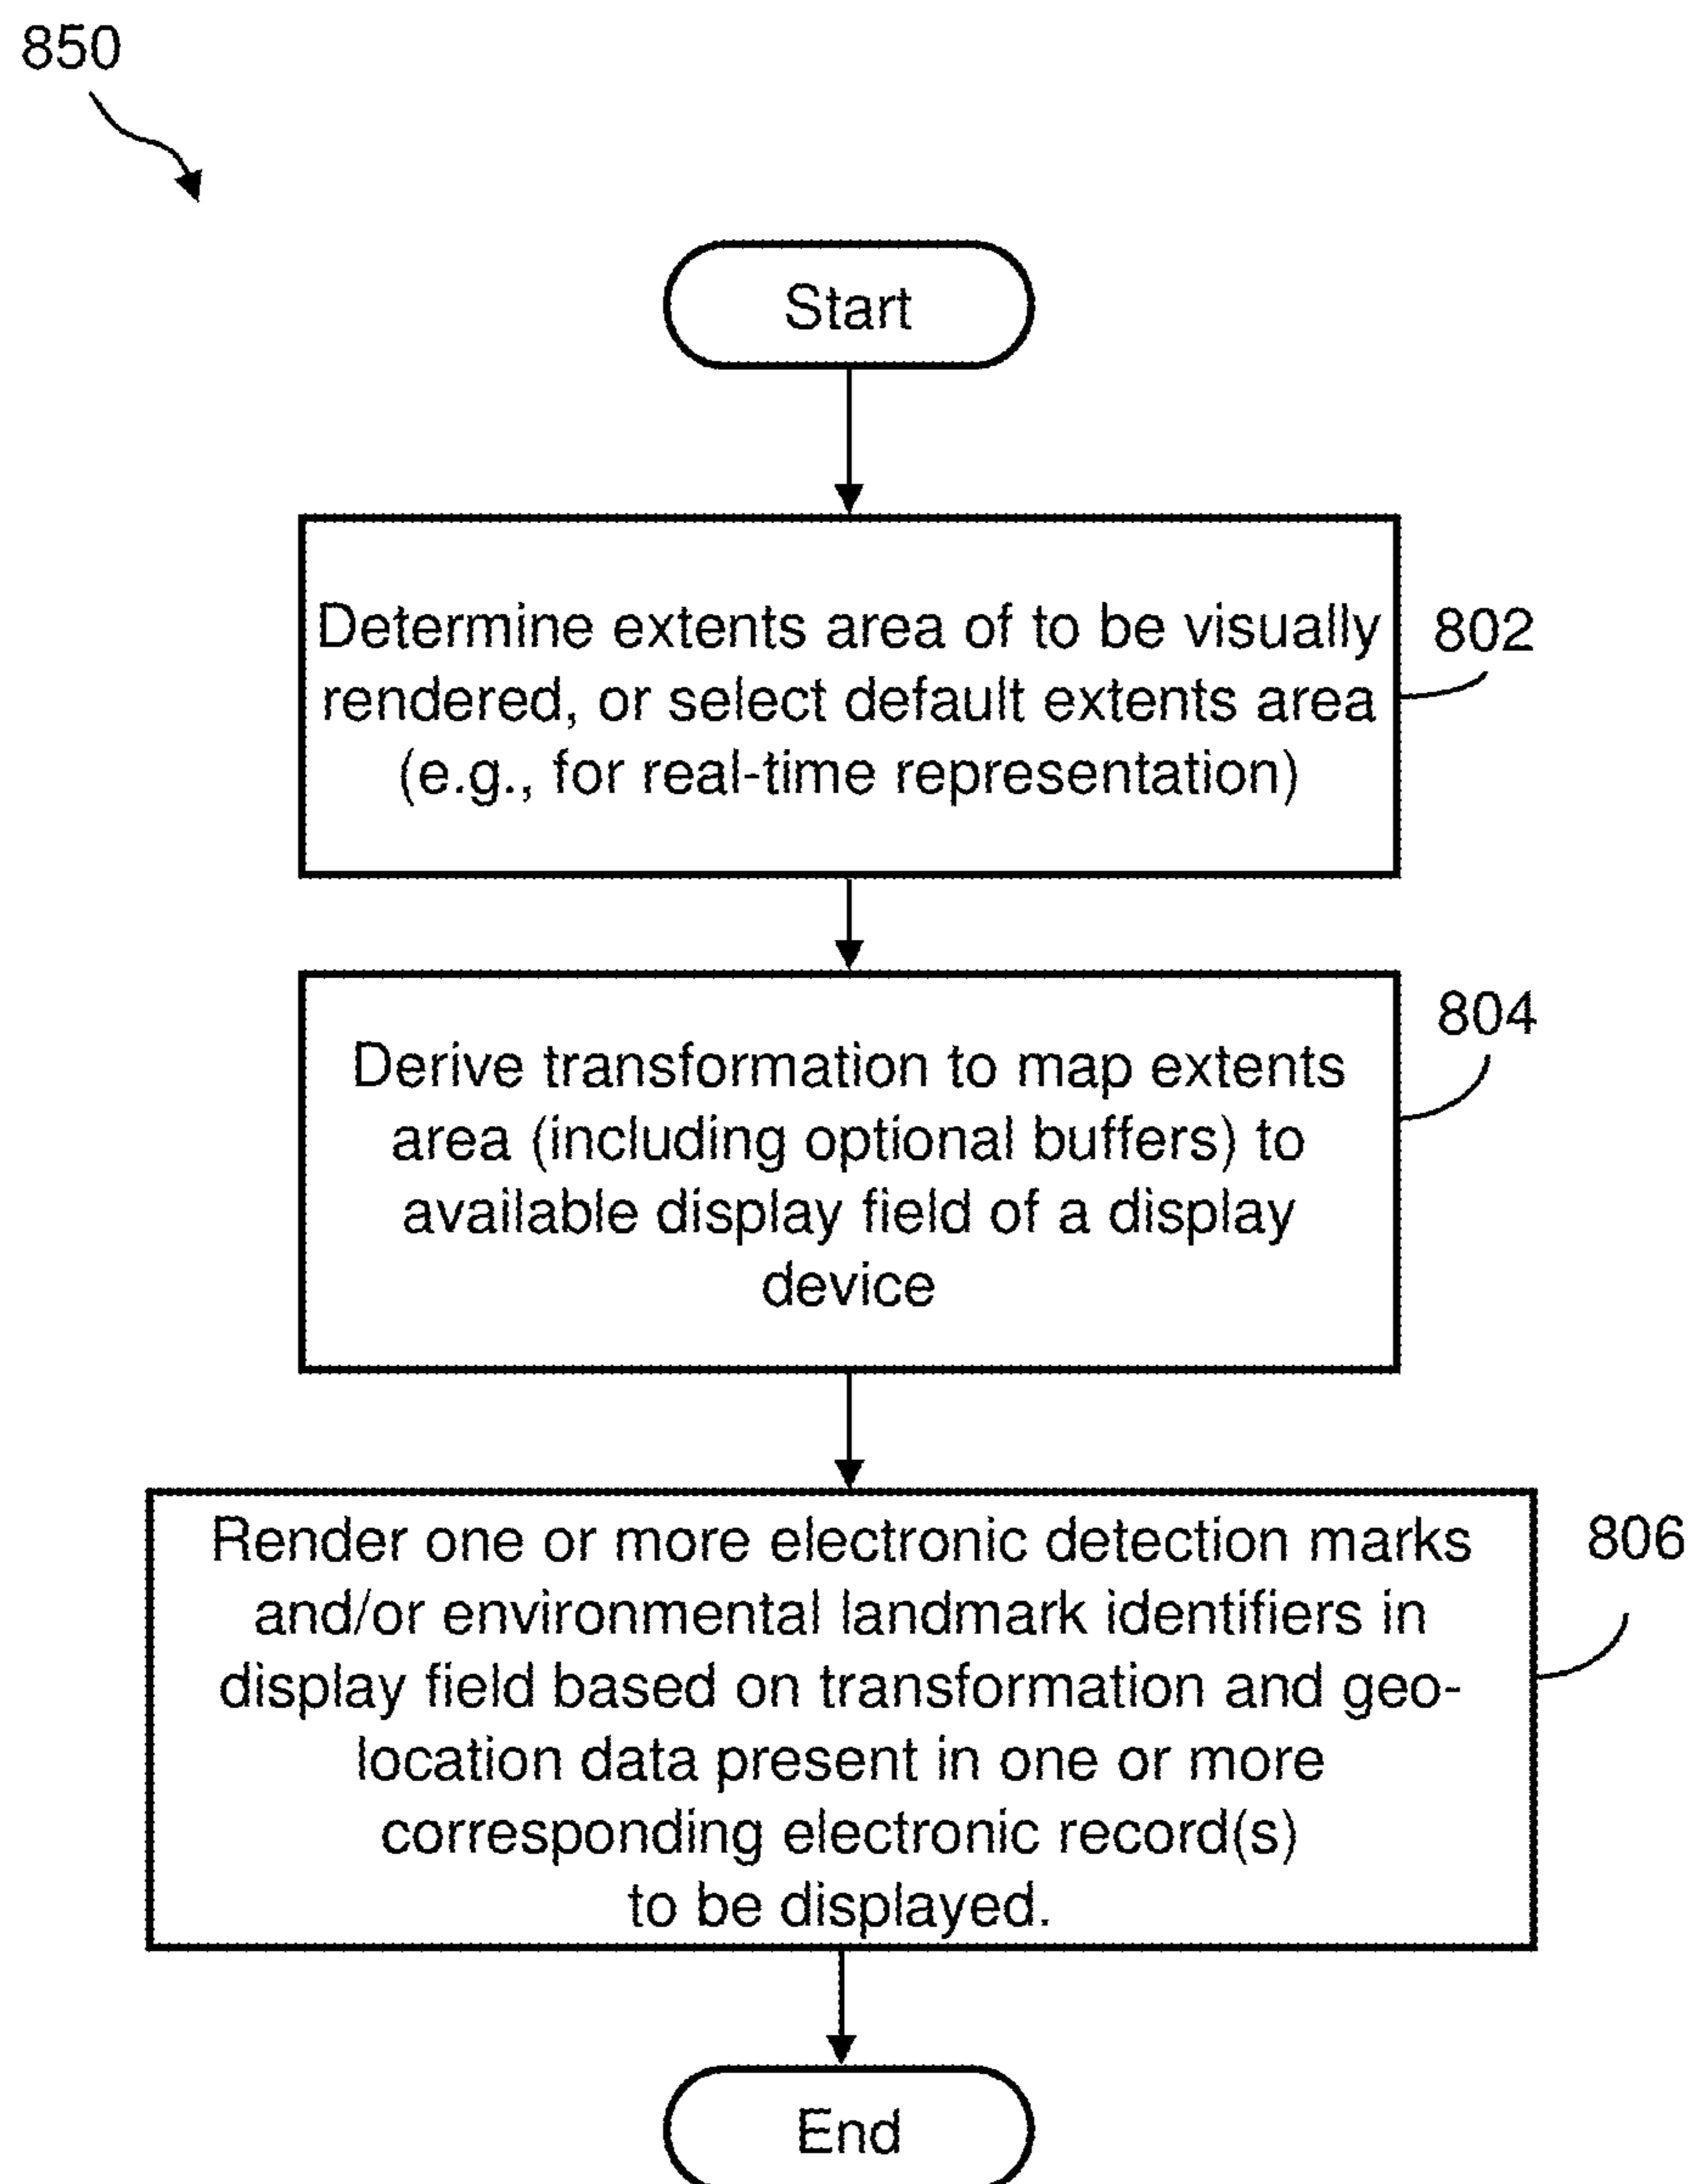 850
Start
Determine extents area of to be visually
rendered, or select default extents area
(e.g., for real-time representation)
802
Derive transformation to map extents
area (including optional buffers) to
available display field of a display
device
804
Render one or more electronic detection marks
and/or environmental landmark identifiers in
display field based on transformation and geo-
location data present in one or more
corresponding electronic record(s)
to be displayed.
806
End